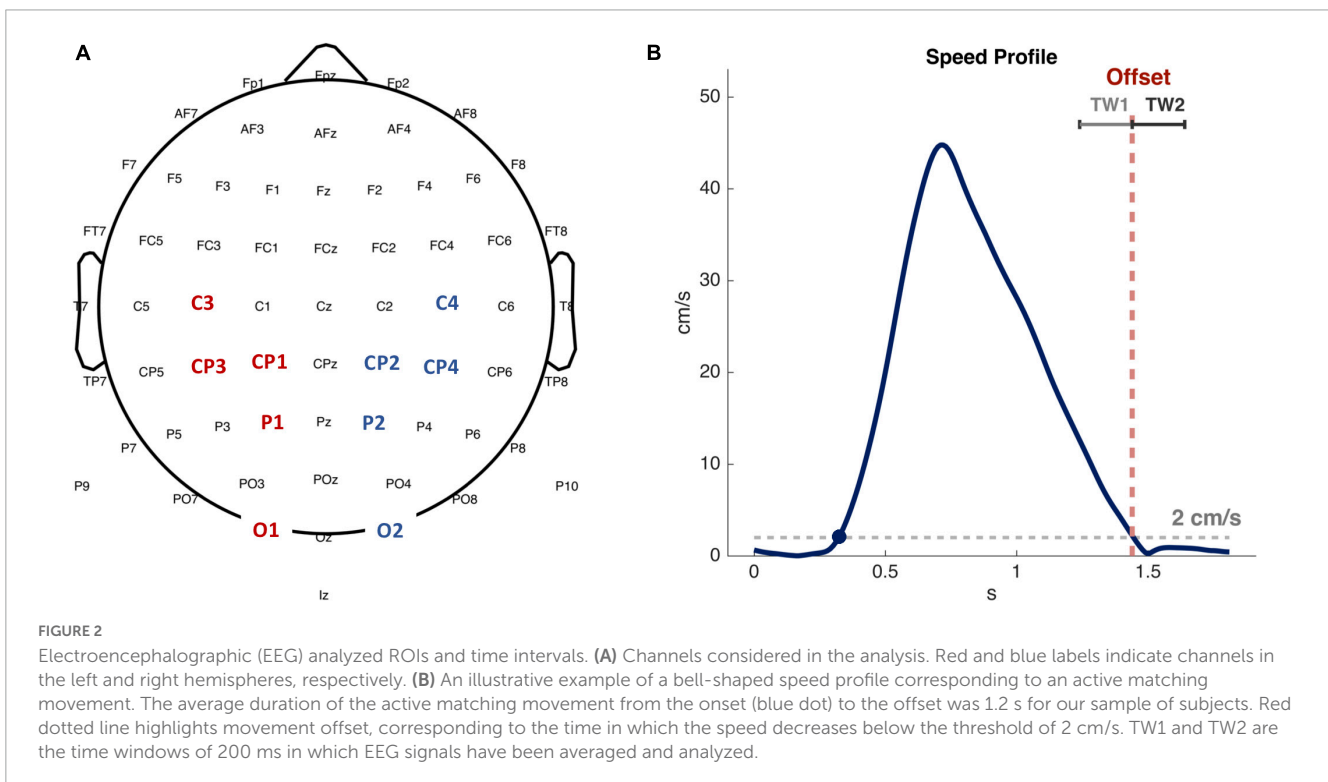 A
Fpz
Fp1 Fp2
AF7 AF8
AF3 AFz AF4
F7 F8
F5 F3 F1 Fz F2 F4 F6
FT7 FT8
FC5 FC3 FC1 FCz FC2 FC4 FC6
T7 C5 C3 C1 Cz C2 C4 C6 T8
TP7 CP5 CP3 CP1 CPz CP2 CP4 CP6 TP8
P7 P5 P3 P1 Pz P2 P4 P6 P8
P9 PO7 PO3 POz PO4 PO8 P10
O1 Oz O2
Iz
B
Speed Profile
Offset
TW1 TW2
50
40
30
20
10
0
cm/s
2 cm/s
0 0.5 1 1.5
s
FIGURE 2
Electroencephalographic (EEG) analyzed ROIs and time intervals. (A) Channels considered in the analysis. Red and blue labels indicate channels in
the left and right hemispheres, respectively. (B) An illustrative example of a bell-shaped speed profile corresponding to an active matching
movement. The average duration of the active matching movement from the onset (blue dot) to the offset was 1.2 s for our sample of subjects. Red
dotted line highlights movement offset, corresponding to the time in which the speed decreases below the threshold of 2 cm/s. TW1 and TW2 are
the time windows of 200 ms in which EEG signals have been averaged and analyzed.